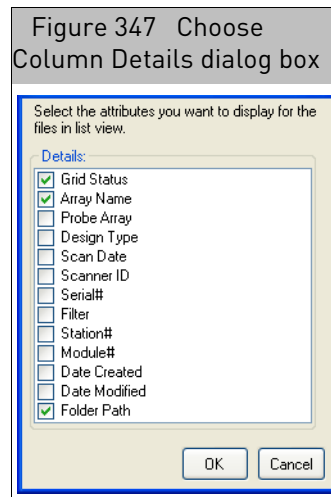 Figure 347 Choose
Column Details dialog box
Select the attributes you want to display for the
files in list view.
Details:
Grid Status
Array Name
Probe Array
Design Type
Scan Date
Scanner ID
Serial#
Filter
Station#
Module#
Date Created
Date Modified
Folder Path
OK Cancel